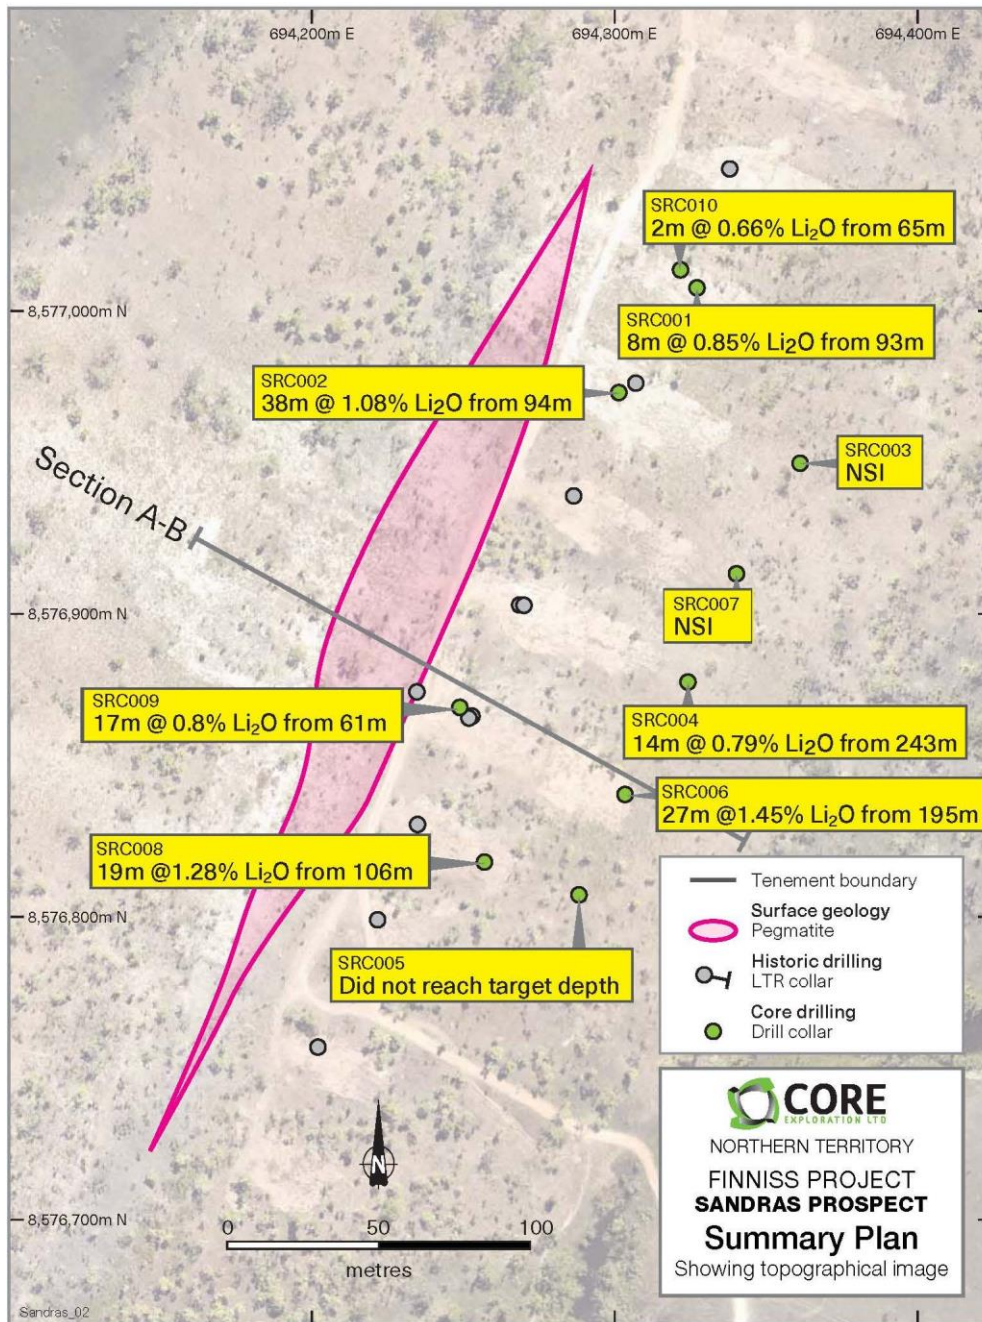 694,200m E
694,300m E
694,400m E
SRC010
2m @ 0.66% Li₂O from 65m
8,577,000m N
SRC001
8m @ 0.85% Li₂O from 93m
SRC002
38m @ 1.08% Li₂O from 94m
SRC003
NSI
Section A-B
SRC007
NSI
8,576,900m N
SRC009
17m @ 0.8% Li₂O from 61m
SRC004
14m @ 0.79% Li₂O from 243m
SRC006
27m @1.45% Li₂O from 195m
SRC008
19m @1.28% Li₂O from 106m
8,576,800m N
SRC005
Did not reach target depth
Tenement boundary
Surface geology
Pegmatite
Historic drilling
LTR collar
Core drilling
Drill collar
N
8,576,700m N
0 50 100
metres
CORE
EXPLORATION LTD
NORTHERN TERRITORY
FINNISS PROJECT
SANDRAS PROSPECT
Summary Plan
Showing topographical image
Sandras_02